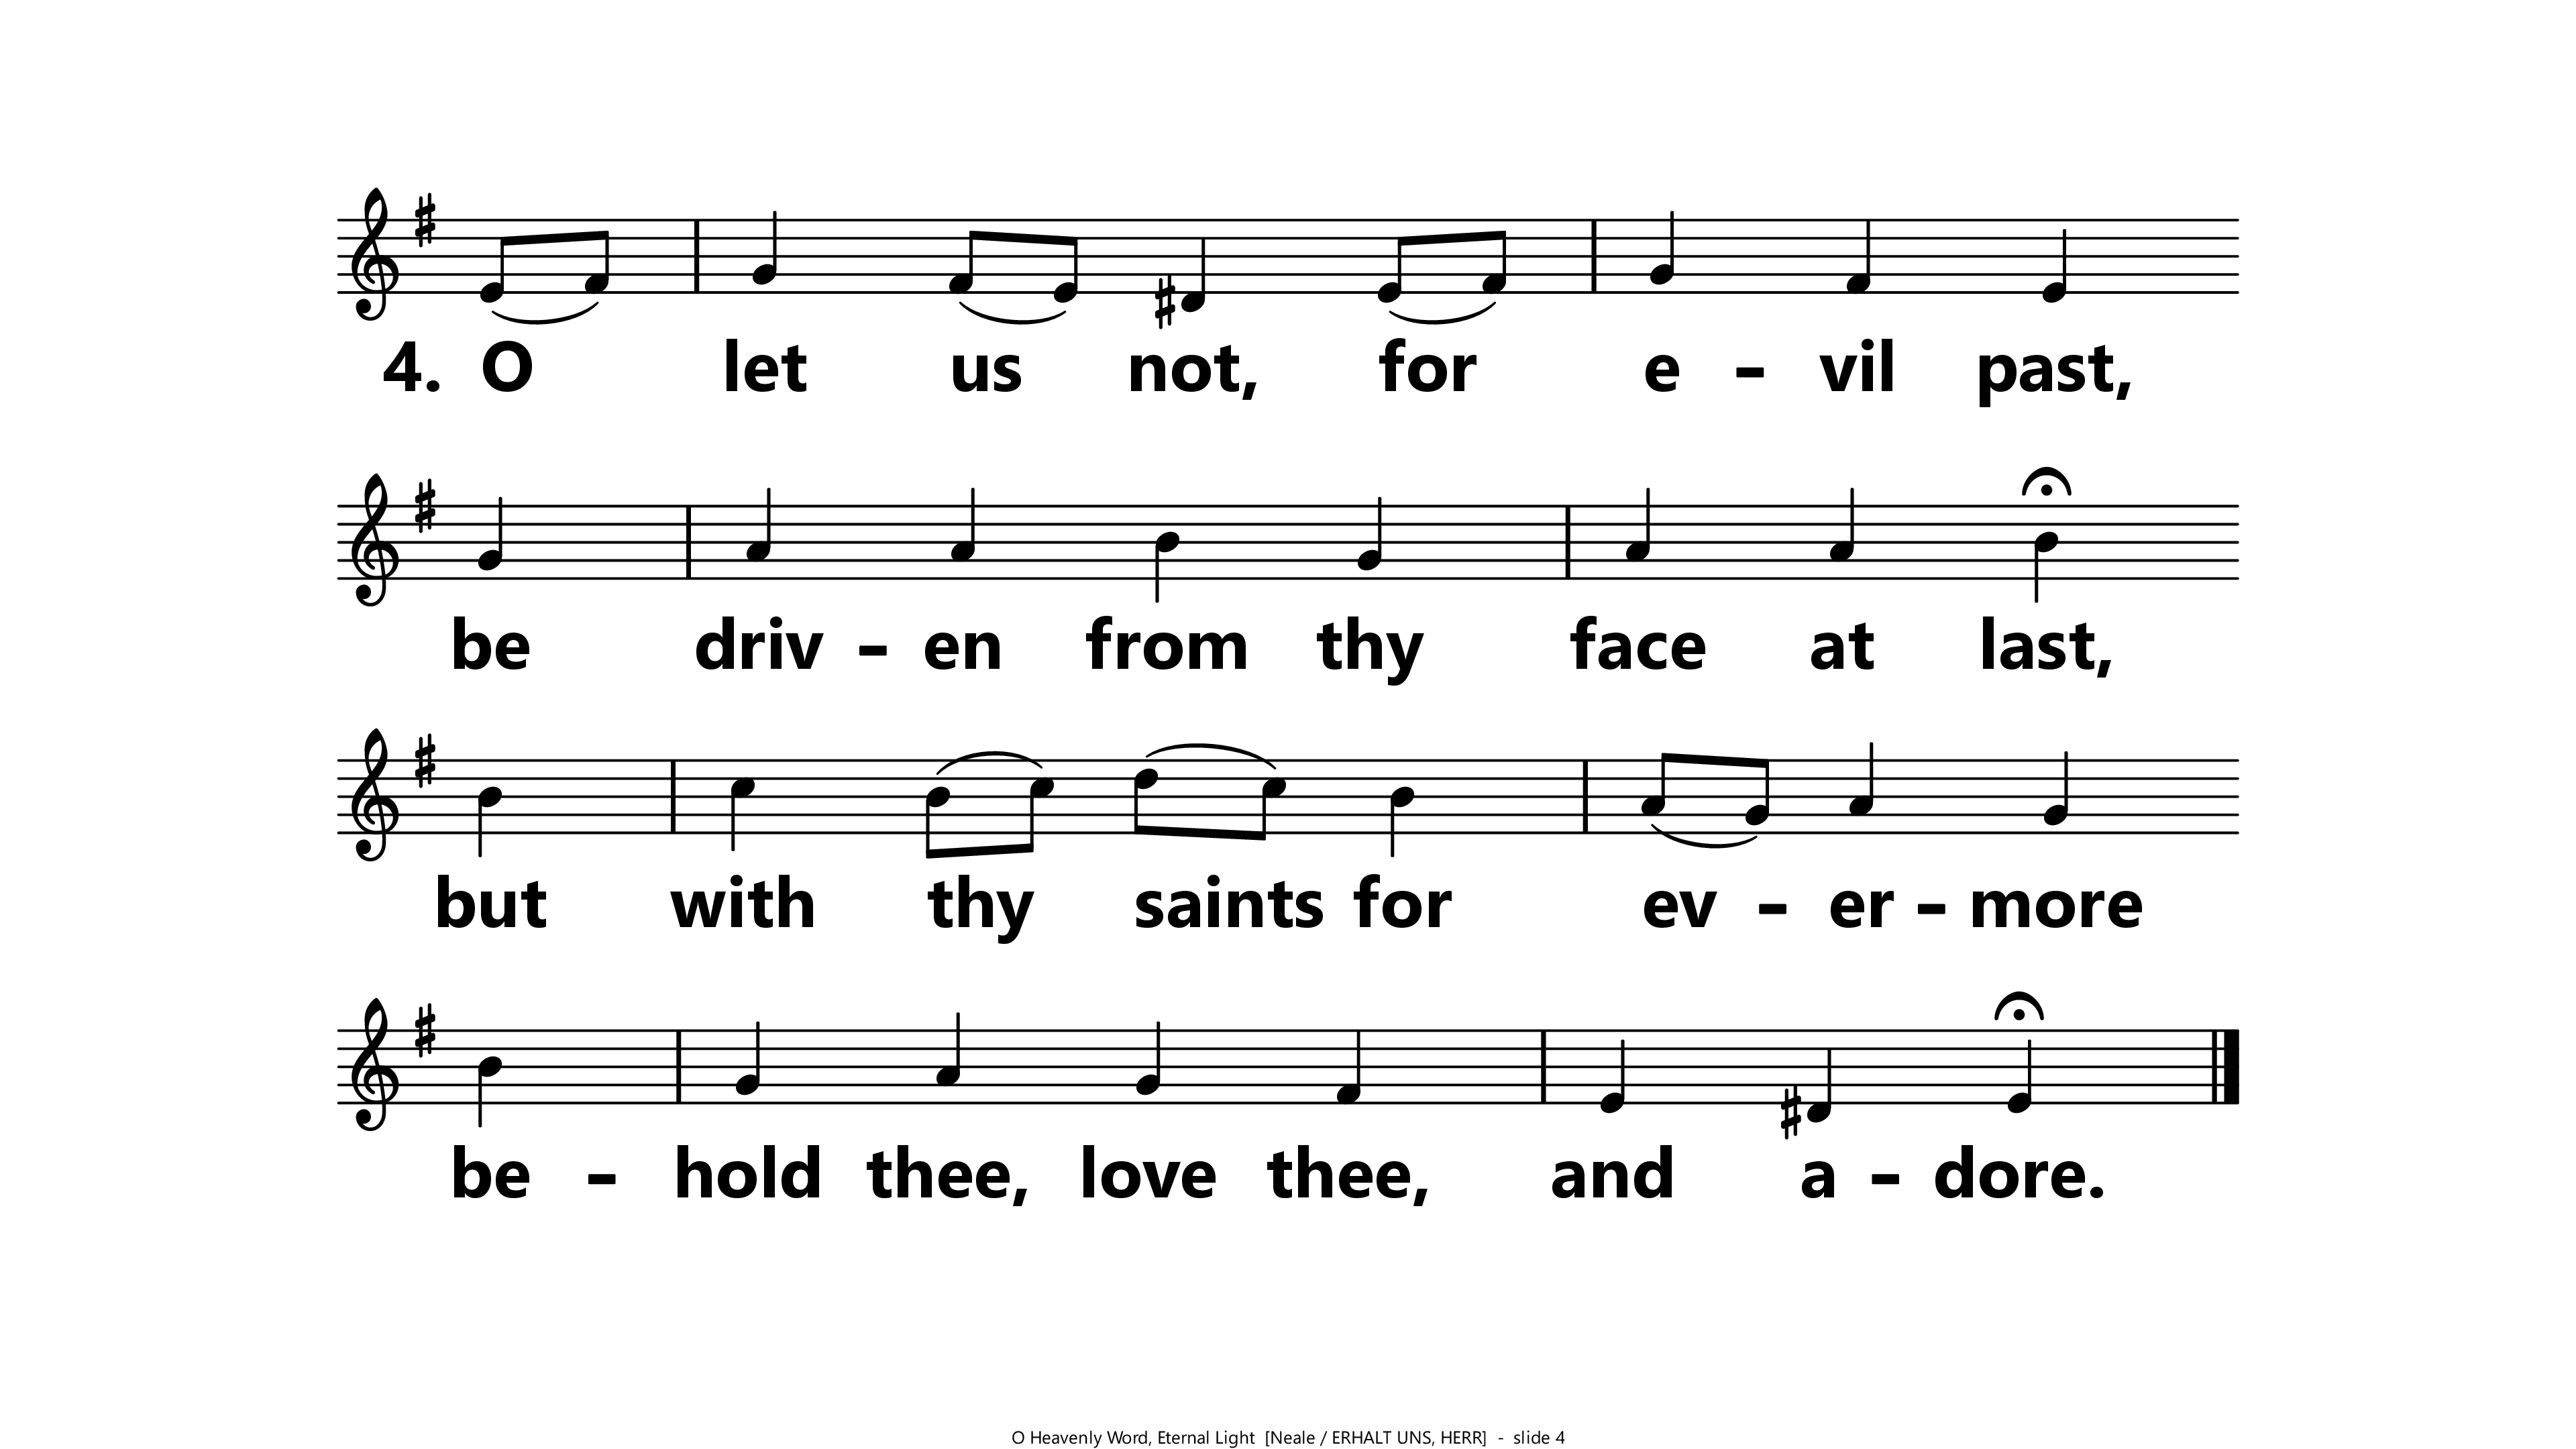 4. O let us not, for e - vil past,
be driv - en from thy face at last,
but with thy saints for ev - er - more
be - hold thee, love thee, and a - dore.
O Heavenly Word, Eternal Light [Neale / ERHALT UNS, HERR] - slide 4